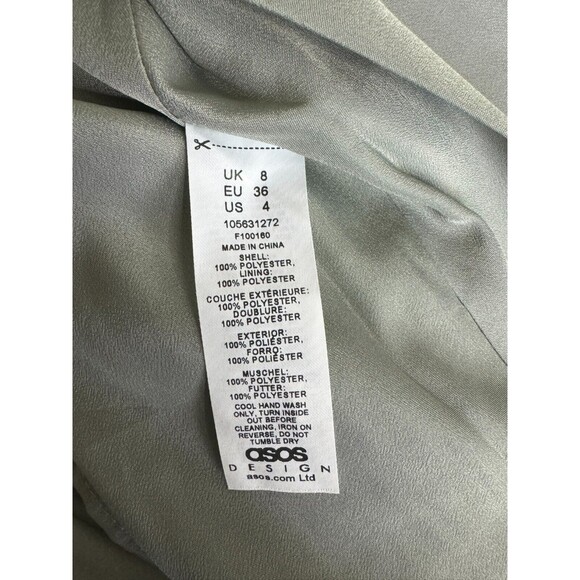 UK 8
EU 36
US 4
105631272
F100160
MADE IN CHINA
SHELL:
100% POLYESTER,
LINING:
100% POLYESTER
COUCHE EXTÉRIEURE:
100% POLYESTER,
DOUBLURE:
100% POLYESTER
EXTERIOR:
100% POLIÉSTER,
FORRO:
100% POLIÉSTER
MUSCHEL:
100% POLYESTER,
FUTTER:
100% POLYESTER
COOL HAND WASH
ONLY, TURN INSIDE
OUT BEFORE
CLEANING, IRON ON
REVERSE, DO NOT
TUMBLE DRY
asos
DESIGN
asos.com Ltd